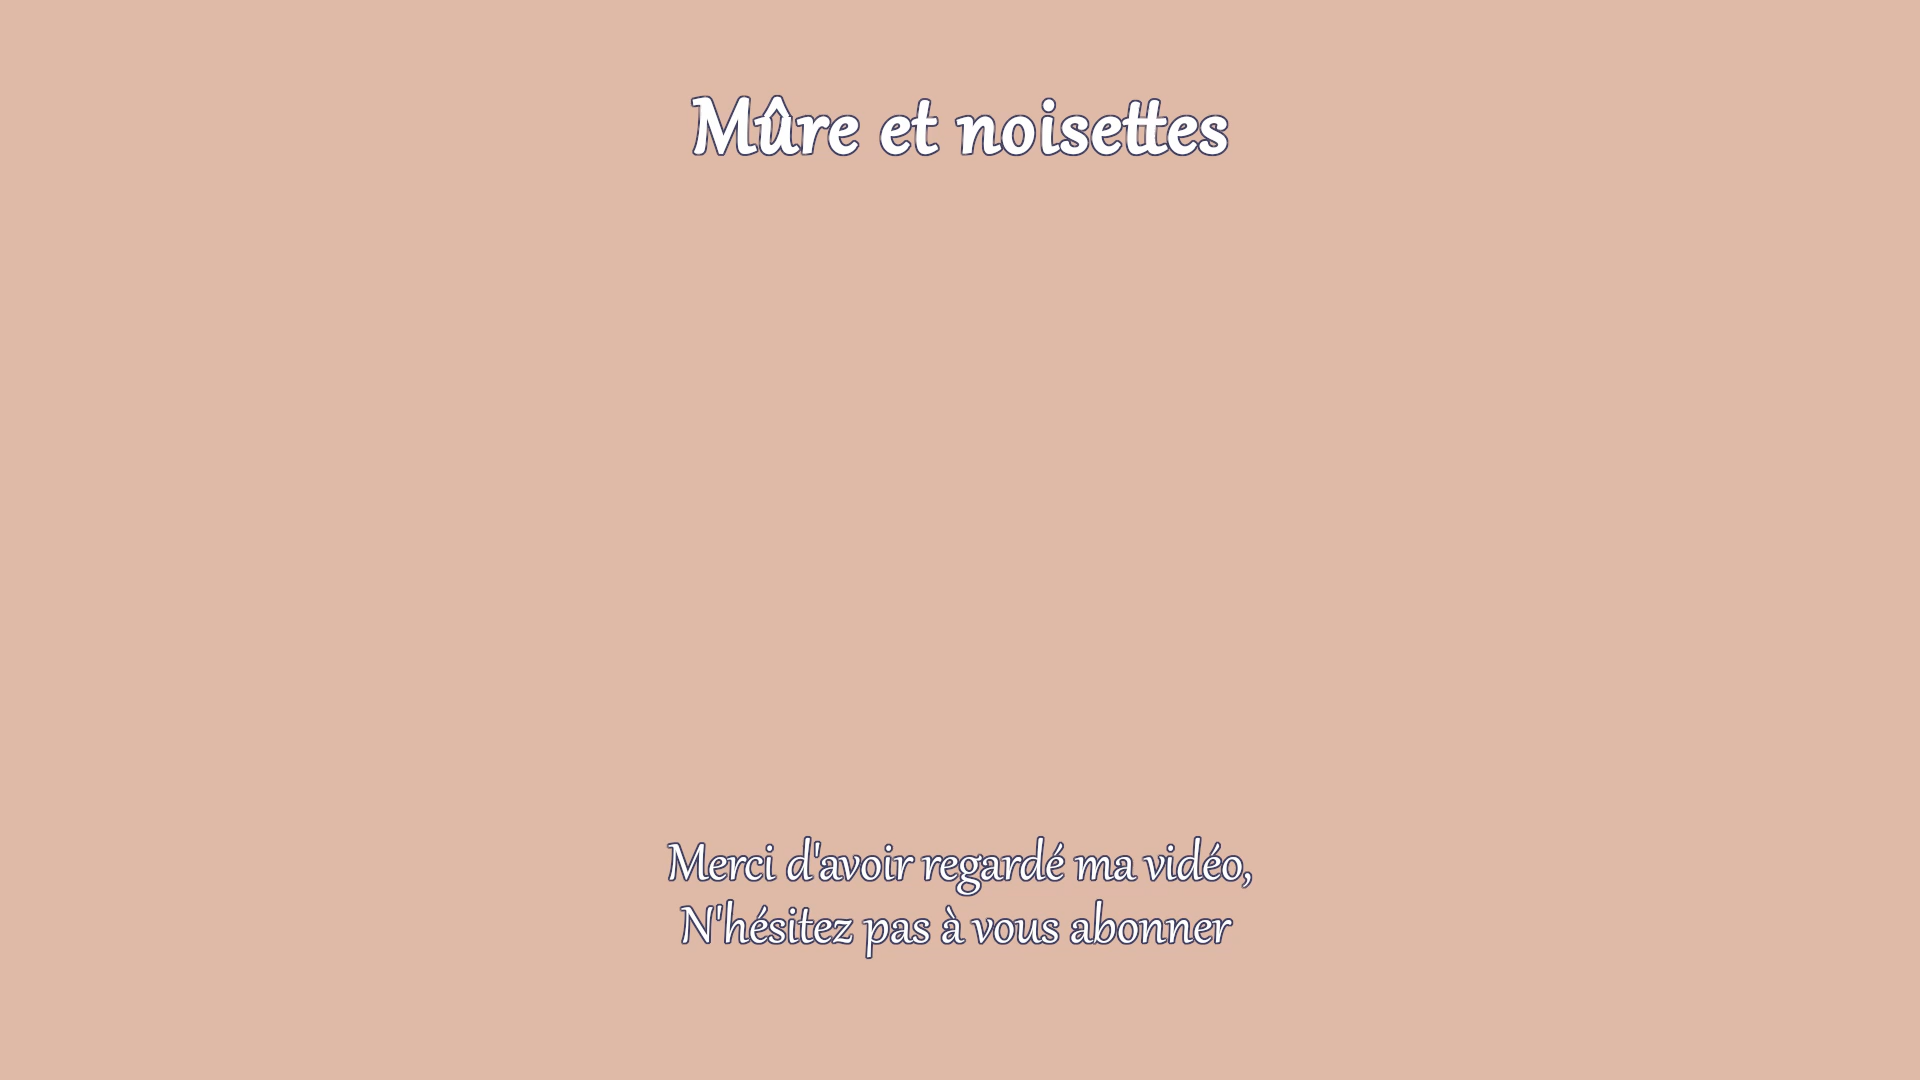 Mûre et noisettes
Merci d'avoir regardé ma vidéo,
N'hésitez pas à vous abonner